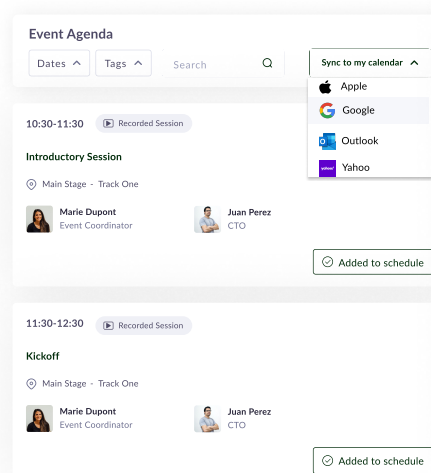 Event Agenda
Dates
Tags
Search
Sync to my calendar
Apple
Google
Outlook
yahoo!
Yahoo
10:30-11:30
Recorded Session
Introductory Session
Main Stage - Track One
Marie Dupont
Event Coordinator
Juan Perez
CTO
Added to schedule
11:30-12:30
Recorded Session
Kickoff
Main Stage - Track One
Marie Dupont
Event Coordinator
Juan Perez
CTO
Added to schedule